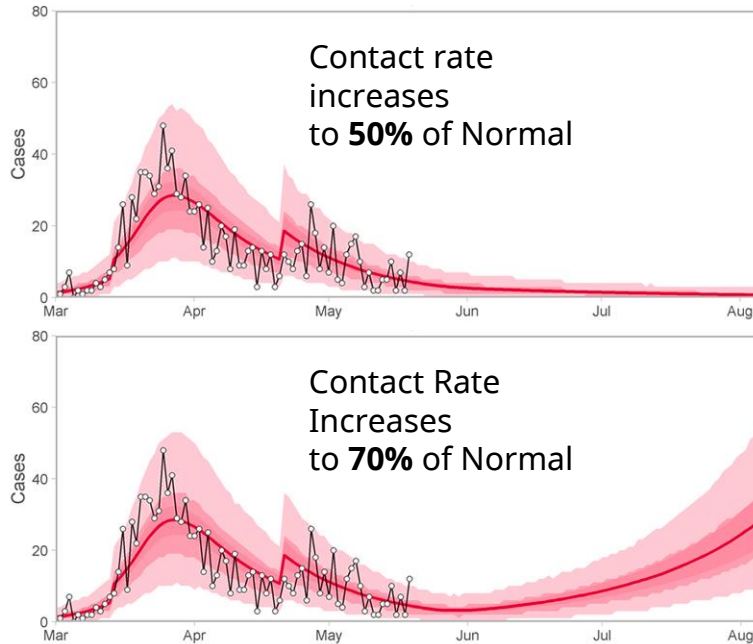 80
60
40
20
0
Cases
Contact rate
increases
to 50% of Normal
Mar Apr May Jun Jul Aug
80
60
40
20
0
Cases
Contact Rate
Increases
to 70% of Normal
Mar Apr May Jun Jul Aug